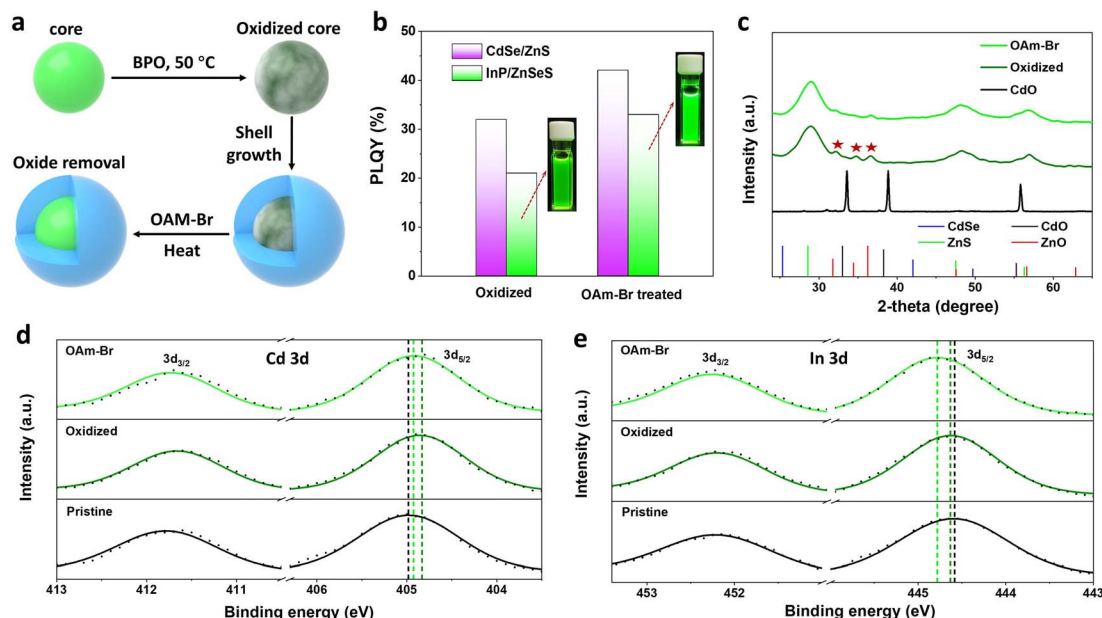 a
core
Oxidized core
BPO, 50 °C
Shell
growth
Oxide removal
OAM-Br
Heat
b
PLQY (%)
50
40
30
20
10
0
CdSe/ZnS
InP/ZnSeS
Oxidized
OAm-Br treated
c
Intensity (a.u.)
OAm-Br
Oxidized
CdO
CdSe
CdO
ZnS
ZnO
30
40
50
60
2-theta (degree)
d
Intensity (a.u.)
OAm-Br
3d3/2
Cd 3d
3d5/2
Oxidized
Pristine
413
412
411
406
405
404
Binding energy (eV)
e
Intensity (a.u.)
OAm-Br
3d3/2
In 3d
3d5/2
Oxidized
Pristine
453
452
445
444
443
Binding energy (eV)